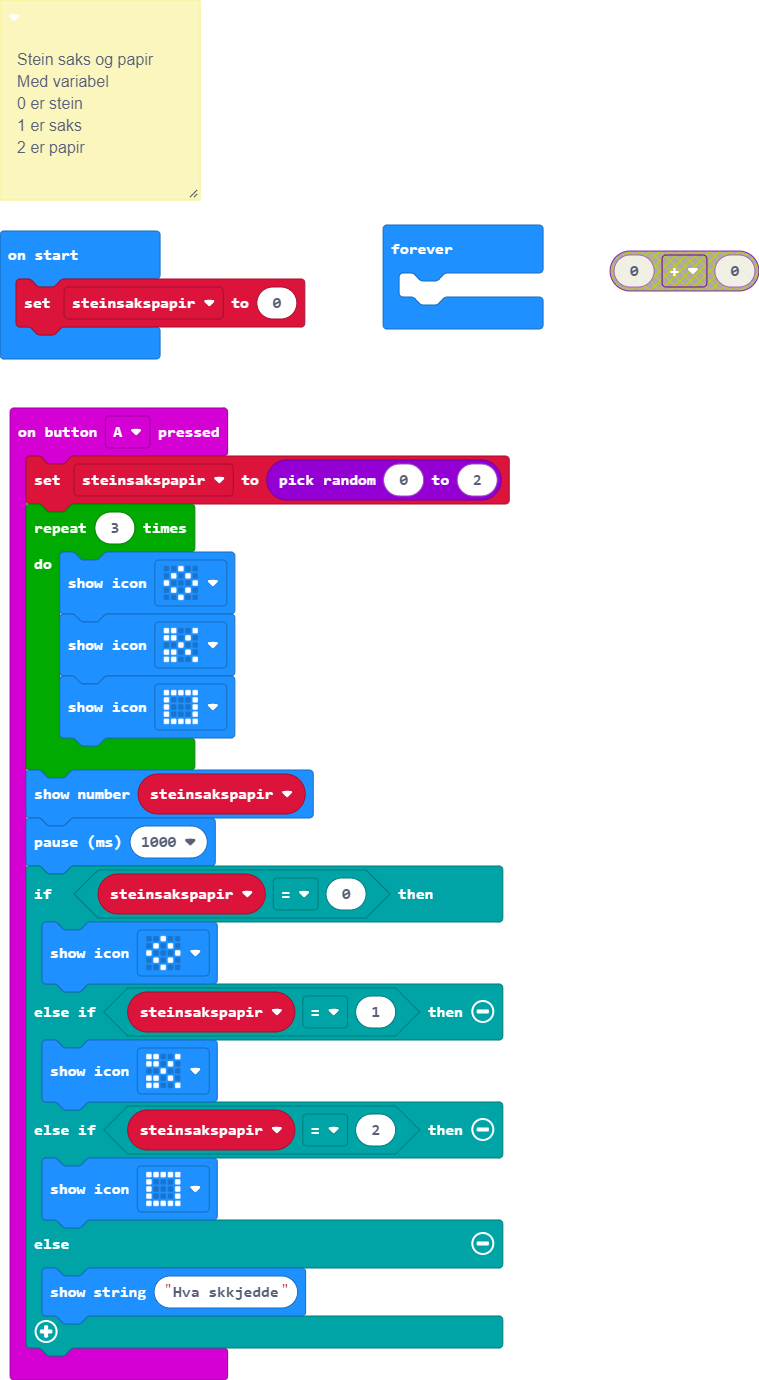 Stein saks og papir
Med variabel
0 er stein
1 er saks
2 er papir
on start
set steinsakspapir to 0
forever
0 + 0
on button A pressed
set steinsakspapir to pick random 0 to 2
repeat 3 times
do
show icon
show icon
show icon
show number steinsakspapir
pause (ms) 1000
if steinsakspapir = 0 then
show icon
else if steinsakspapir = 1 then
show icon
else if steinsakspapir = 2 then
show icon
else
show string "Hva skkjedde"